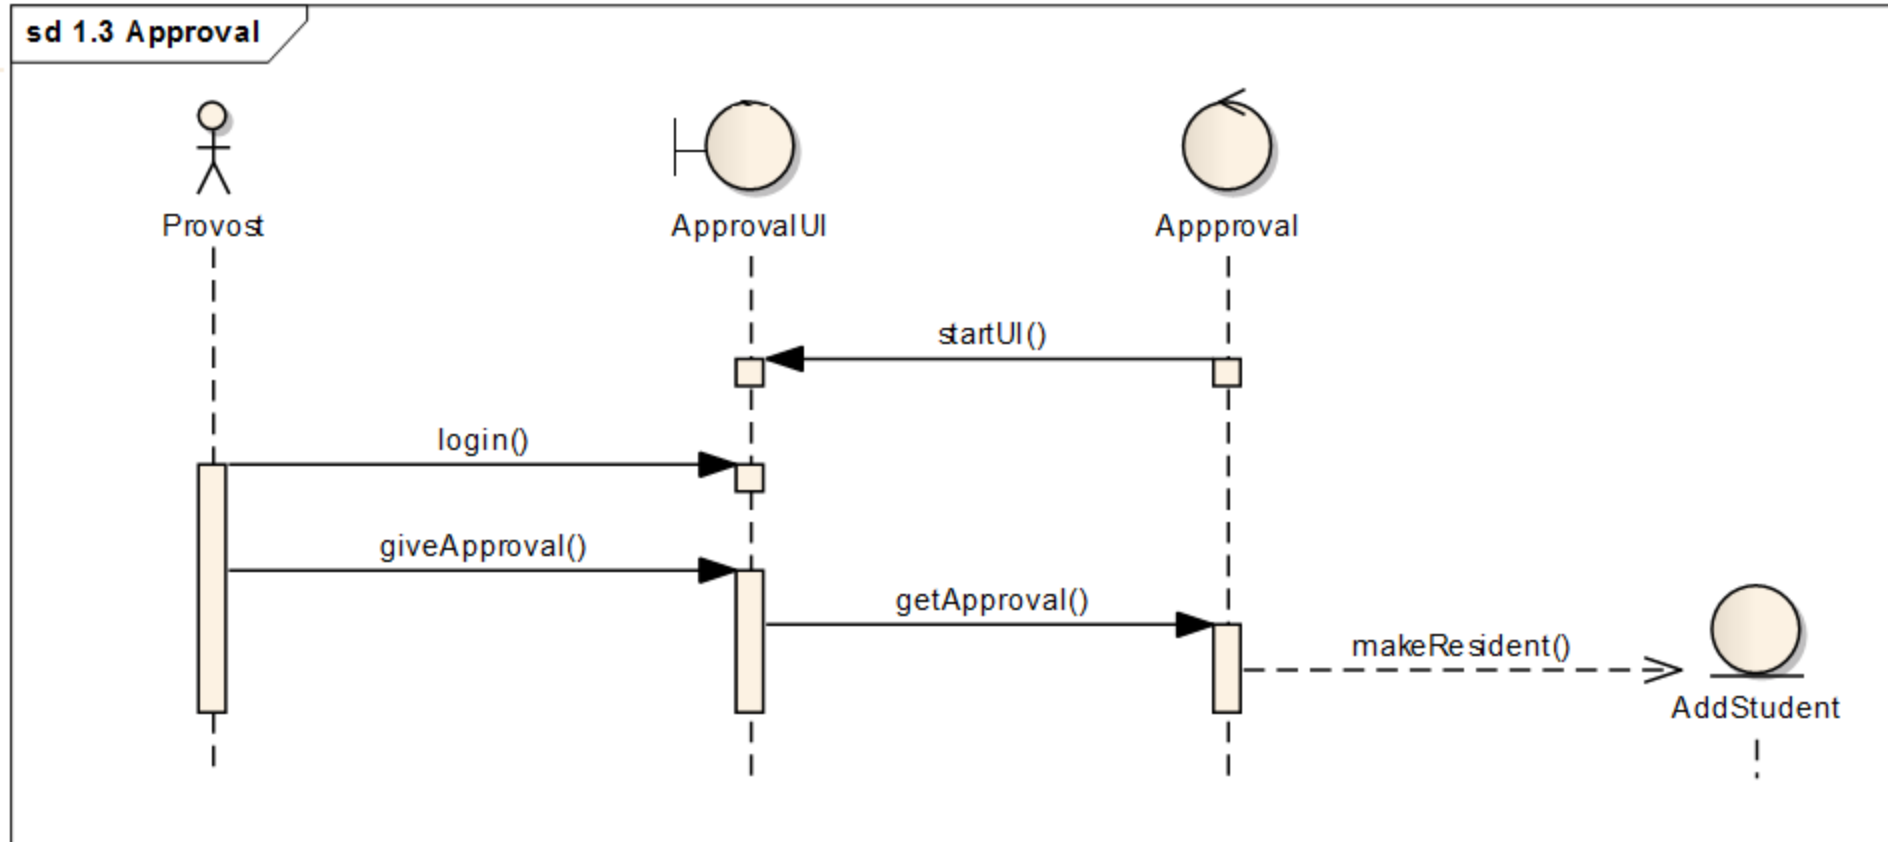 sd 1.3 Approval
Provost
ApprovalUI
Appproval
startUI()
login()
giveApproval()
getApproval()
makeResident()
AddStudent